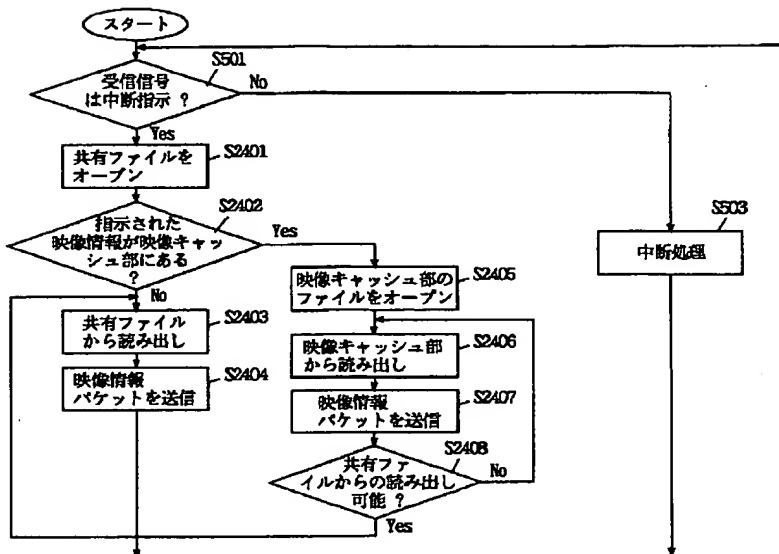 スタート
S501
受信信号
は中断指示 ?
No
Yes
共有ファイルを
オープン
S2401
S2402
指示された
映像情報が映像キャッ
シュ部にある
?
Yes
No
S503
中断処理
映像キャッシュ部の
ファイルをオープン
S2405
共有ファイル
から読み出し
S2403
映像キャッシュ部
から読み出し
S2406
映像情報
パケットを送信
S2404
映像情報
パケットを送信
S2407
S2408
共有ファ
イルからの読み出し
可能 ?
No
Yes